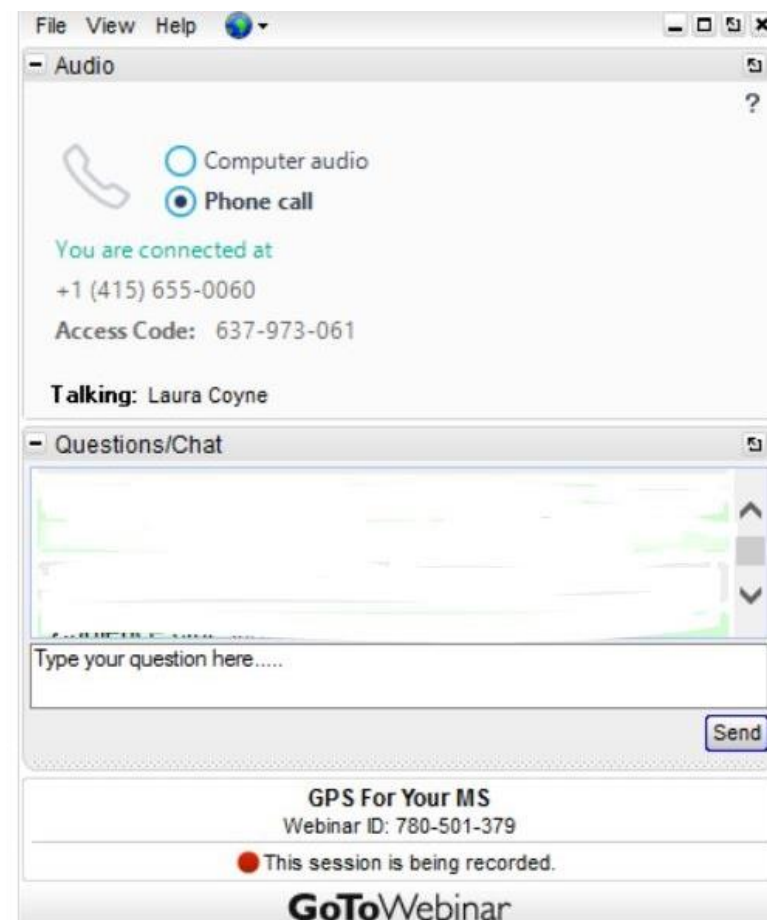 File View Help
Audio
?
Computer audio
Phone call
You are connected at
+1 (415) 655-0060
Access Code: 637-973-061
Talking: Laura Coyne
Questions/Chat
Type your question here.....
Send
GPS For Your MS
Webinar ID: 780-501-379
This session is being recorded.
GoToWebinar